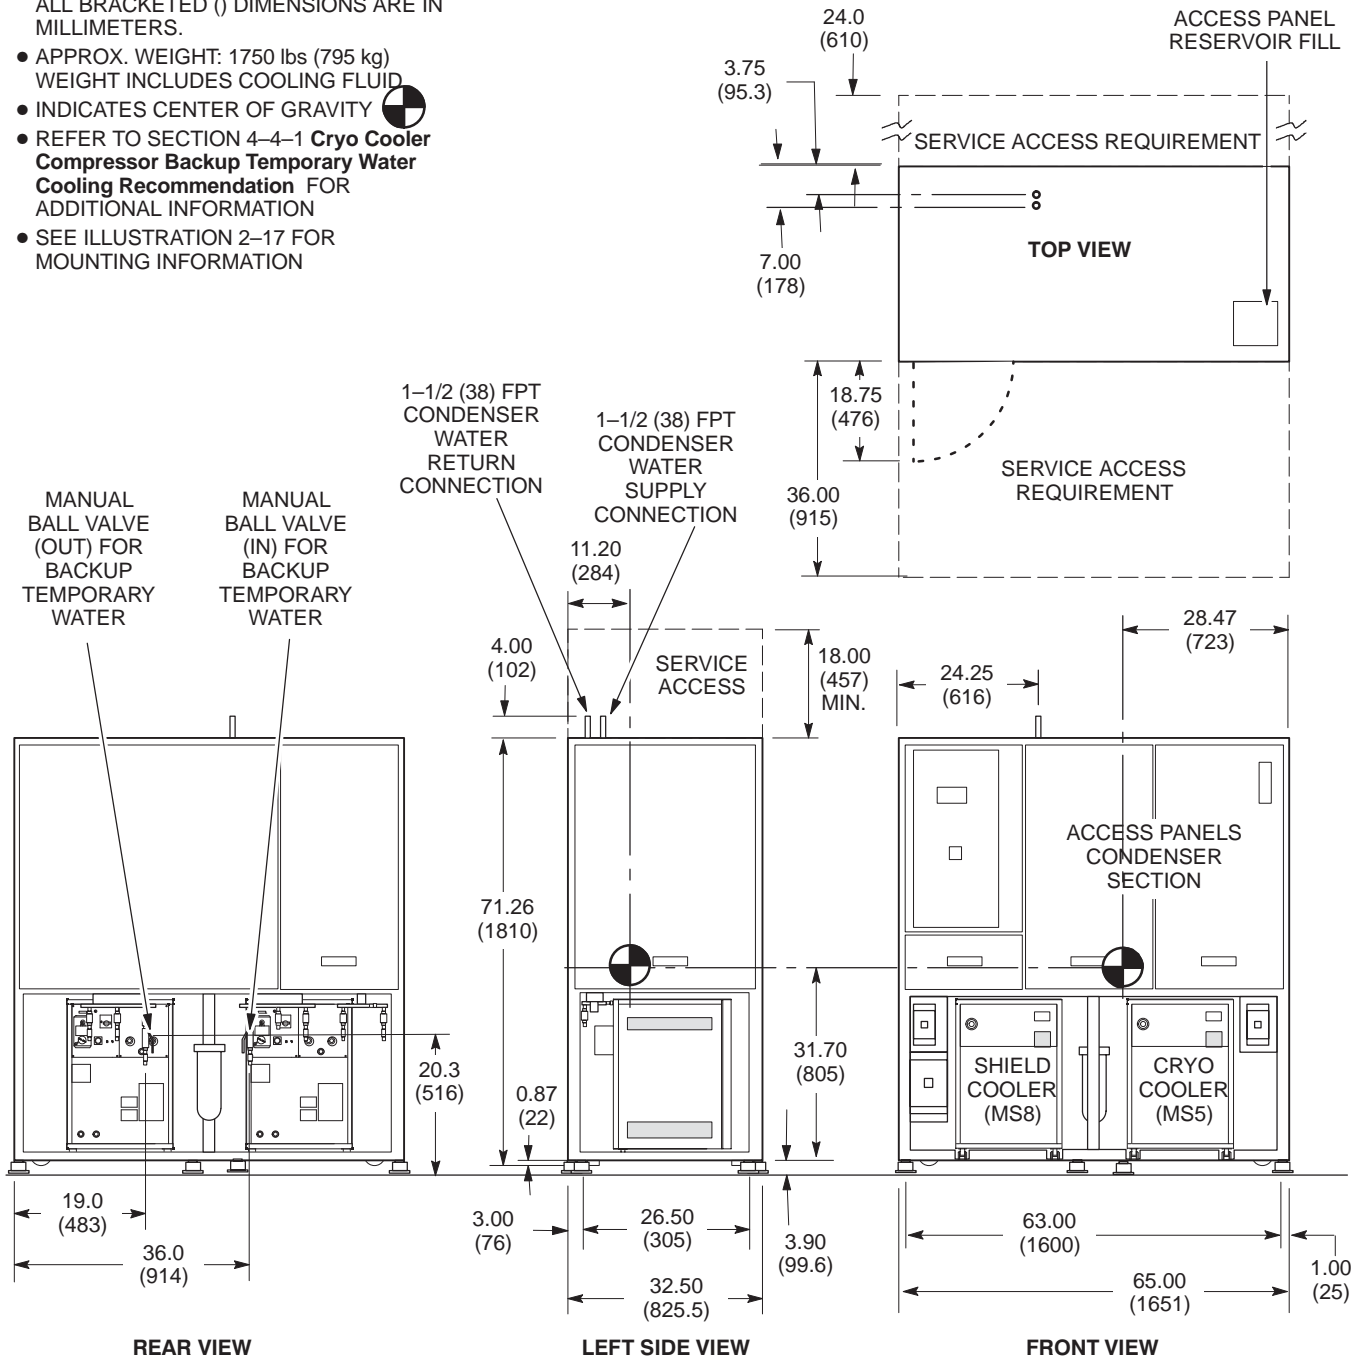 ALL BRACKETED () DIMENSIONS ARE IN
MILLIMETERS.
● APPROX. WEIGHT: 1750 lbs (795 kg)
WEIGHT INCLUDES COOLING FLUID
● INDICATES CENTER OF GRAVITY
● REFER TO SECTION 4–4–1 Cryo Cooler
Compressor Backup Temporary Water
Cooling Recommendation FOR
ADDITIONAL INFORMATION
● SEE ILLUSTRATION 2–17 FOR
MOUNTING INFORMATION
24.0
(610)
3.75
(95.3)
ACCESS PANEL
RESERVOIR FILL
SERVICE ACCESS REQUIREMENT
TOP VIEW
7.00
(178)
18.75
(476)
36.00
(915)
SERVICE ACCESS
REQUIREMENT
1–1/2 (38) FPT
CONDENSER
WATER
RETURN
CONNECTION
1–1/2 (38) FPT
CONDENSER
WATER
SUPPLY
CONNECTION
MANUAL
BALL VALVE
(OUT) FOR
BACKUP
TEMPORARY
WATER
MANUAL
BALL VALVE
(IN) FOR
BACKUP
TEMPORARY
WATER
11.20
(284)
4.00
(102)
SERVICE
ACCESS
18.00
(457)
MIN.
28.47
(723)
24.25
(616)
71.26
(1810)
ACCESS PANELS
CONDENSER
SECTION
20.3
(516)
0.87
(22)
31.70
(805)
SHIELD
COOLER
(MS8)
CRYO
COOLER
(MS5)
19.0
(483)
36.0
(914)
3.00
(76)
26.50
(305)
3.90
(99.6)
32.50
(825.5)
63.00
(1600)
65.00
(1651)
1.00
(25)
REAR VIEW
LEFT SIDE VIEW
FRONT VIEW